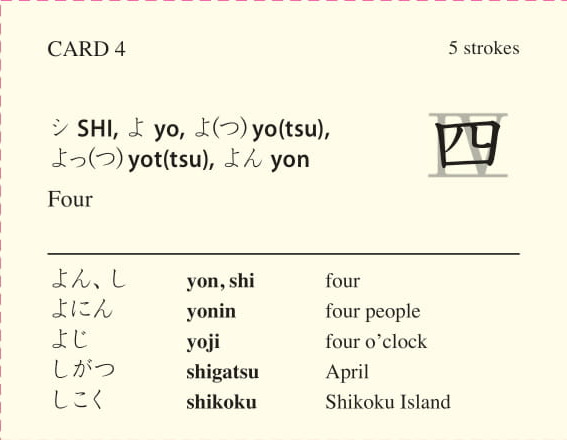 CARD 4 5 strokes
シ SHI, よ yo, よ(つ) yo(tsu),
よっ(つ) yot(tsu), よん yon
四
IV
Four
よん、し yon, shi four
よにん yonin four people
よじ yoji four o’clock
しがつ shigatsu April
しこく shikoku Shikoku Island